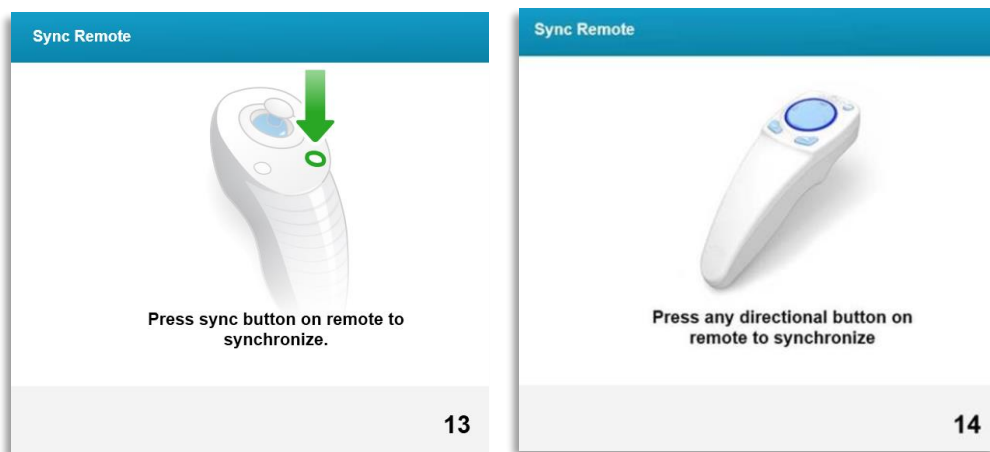 Sync Remote
Press sync button on remote to
synchronize.
13
Sync Remote
Press any directional button on
remote to synchronize
14